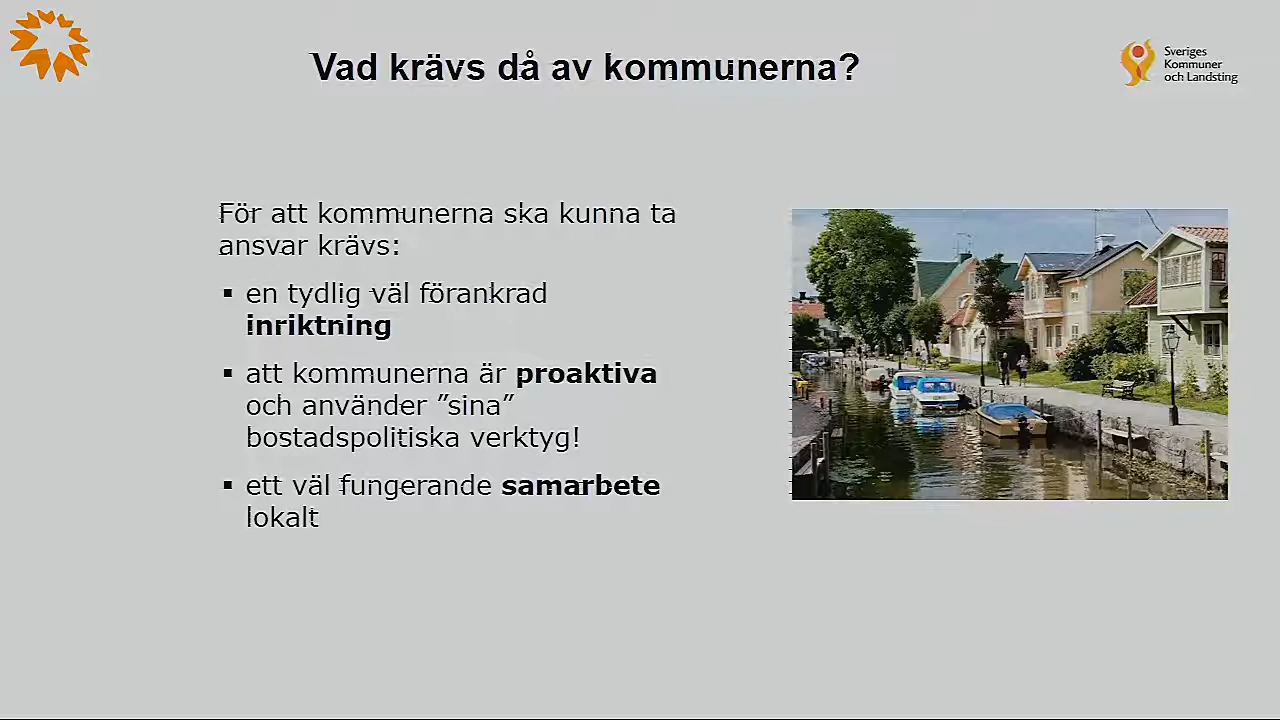 Vad krävs då av kommunerna?
Sveriges
Kommuner
och Landsting
För att kommunerna ska kunna ta
ansvar krävs:
▪ en tydlig väl förankrad
inriktning
▪ att kommunerna är proaktiva
och använder ”sina”
bostadspolitiska verktyg!
▪ ett väl fungerande samarbete
lokalt